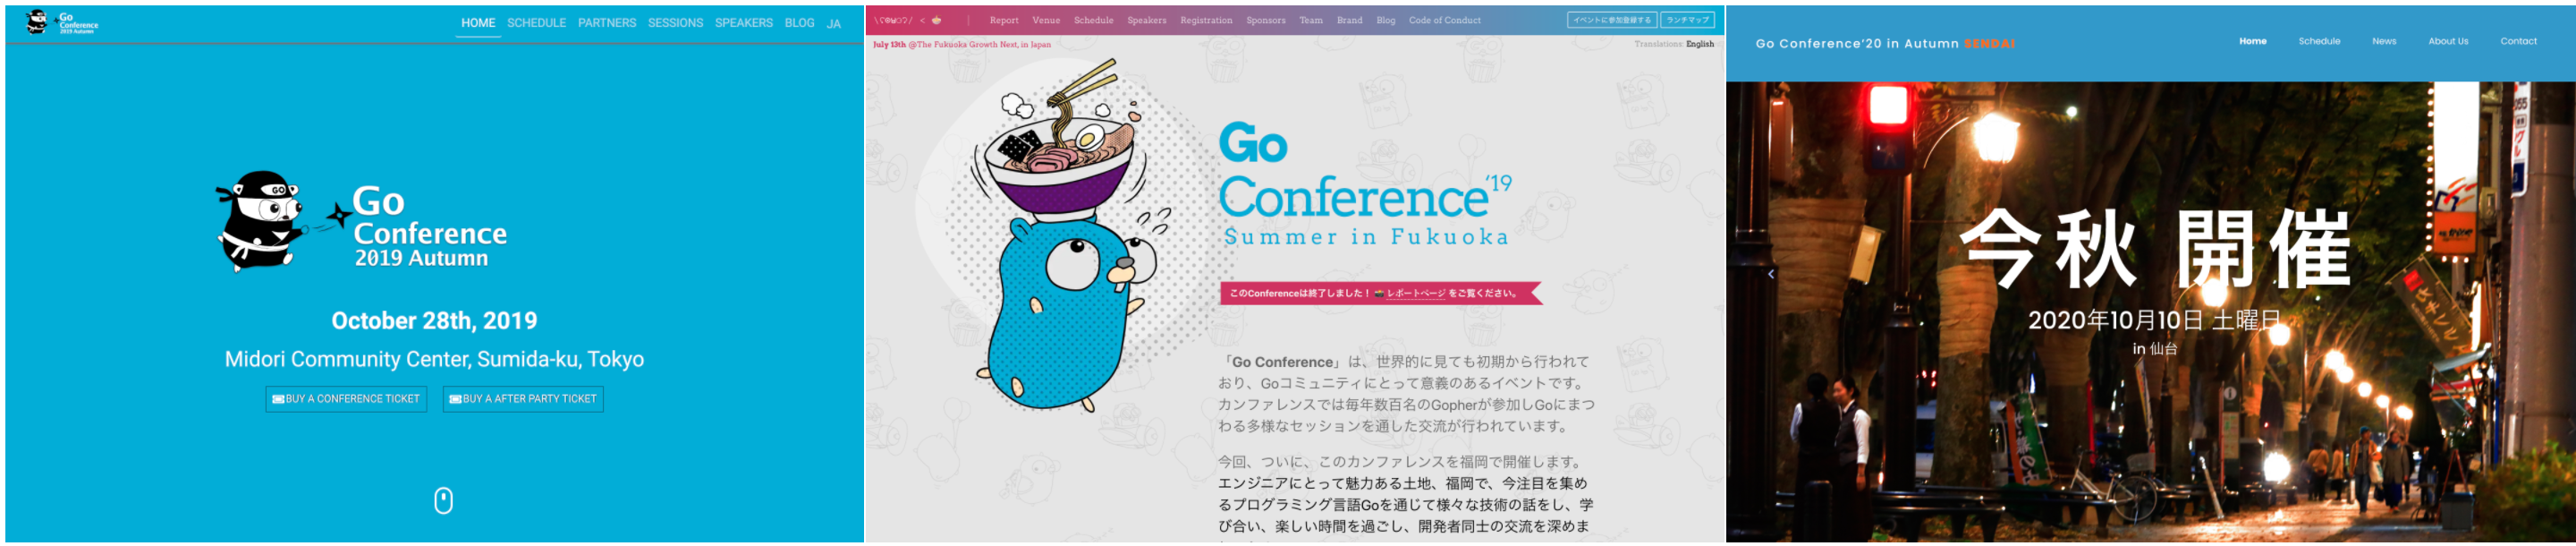 Go
Conference
2019 Autumn
HOME
SCHEDULE
PARTNERS
SESSIONS
SPEAKERS
BLOG
JA
GO
Go
Conference
2019 Autumn
October 28th, 2019
Midori Community Center, Sumida-ku, Tokyo
BUY A CONFERENCE TICKET
BUY A AFTER PARTY TICKET
Report
Venue
Schedule
Speakers
Registration
Sponsors
Team
Brand
Blog
Code of Conduct
イベントに参加登録する
ランチマップ
July 13th @The Fukuoka Growth Next, in Japan
Translations: English
Go
Conference'19
Summer in Fukuoka
このConferenceは終了しました！ レポートページ をご覧ください。
「Go Conference」は、世界的に見ても初期から行われて
おり、Goコミュニティにとって意義のあるイベントです。
カンファレンスでは毎年数百名のGopherが参加しGoにまつ
わる多様なセッションを通した交流が行われています。
今回、ついに、このカンファレンスを福岡で開催します。
エンジニアにとって魅力ある土地、福岡で、今注目を集め
るプログラミング言語Goを通じて様々な技術の話をし、学
び合い、楽しい時間を過ごし、開発者同士の交流を深めま
Go Conference'20 in Autumn SENDAI
Home
Schedule
News
About Us
Contact
今秋 開催
2020年10月10日 土曜日
in 仙台